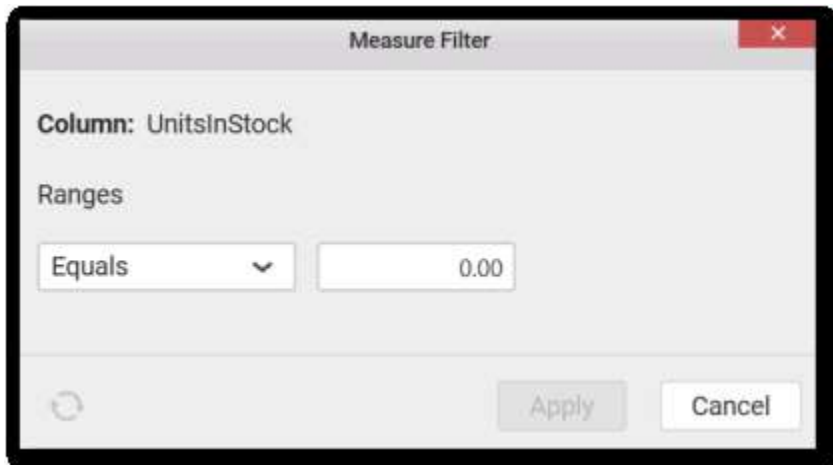 Measure Filter
Column: UnitsInStock
Ranges
Equals 0.00
Apply Cancel